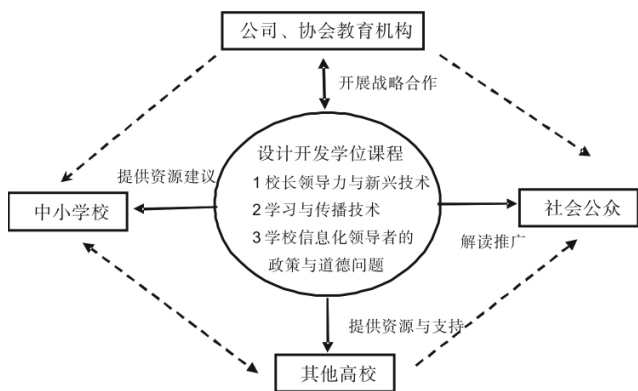 公司、协会教育机构
开展战略合作
设计开发学位课程
提供资源建议
1 校长领导力与新兴技术
中小学校
2 学习与传播技术
社会公众
3 学校信息化领导者的
解读推广
政策与道德问题
提供资源与支持
其他高校